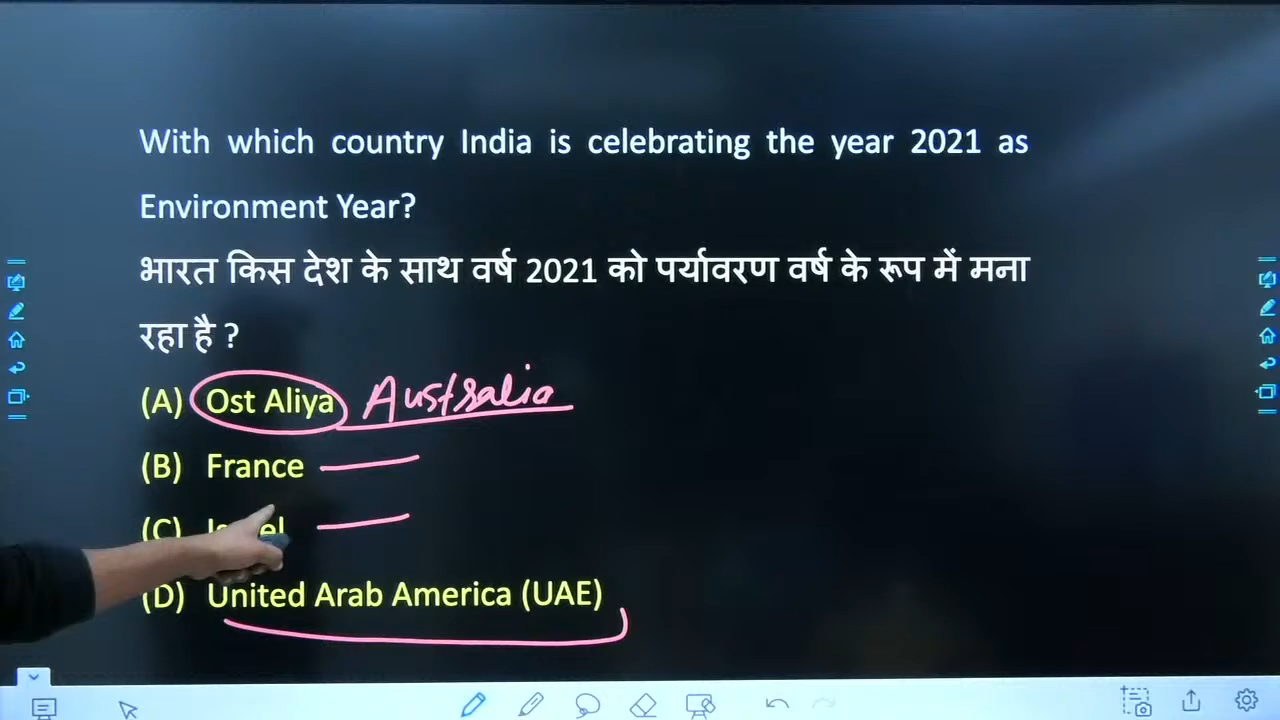 With which country India is celebrating the year 2021 as
Environment Year?
भारत किस देश के साथ वर्ष 2021 को पर्यावरण वर्ष के रूप में मना
रहा है ?
(A) Ost Aliya Australia
(B) France
(C)
(D) United Arab America (UAE)